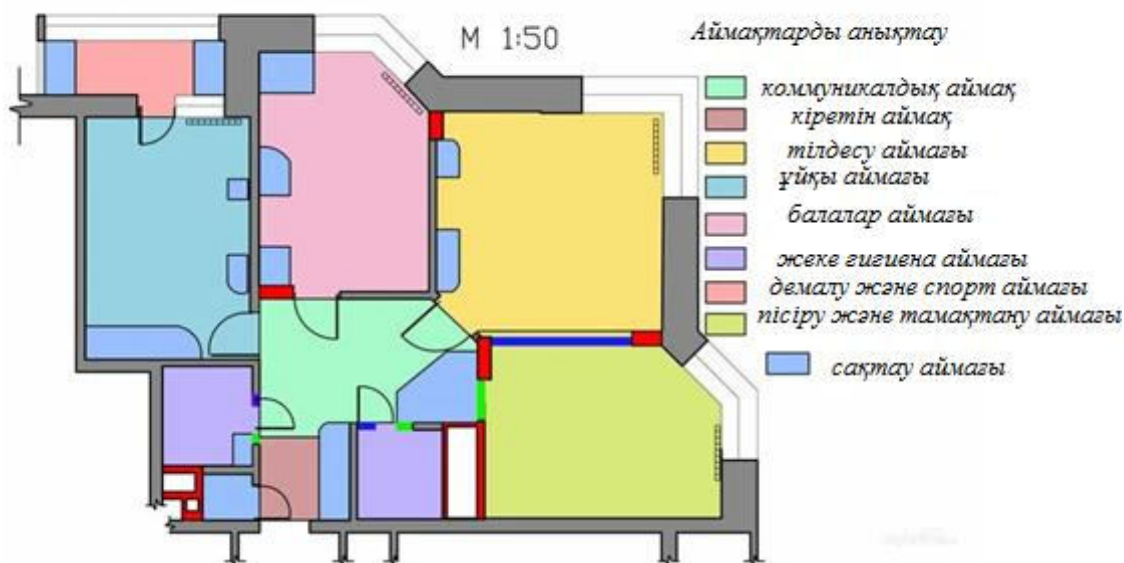 М 1:50
Аймақтарды анықтау
коммуникалдық аймақ
кіретін аймақ
тілдесу аймағы
ұйқы аймағы
балалар аймағы
жеке гигиена аймағы
демалу және спорт аймағы
пісіру және тамақтану аймағы
сақтау аймағы